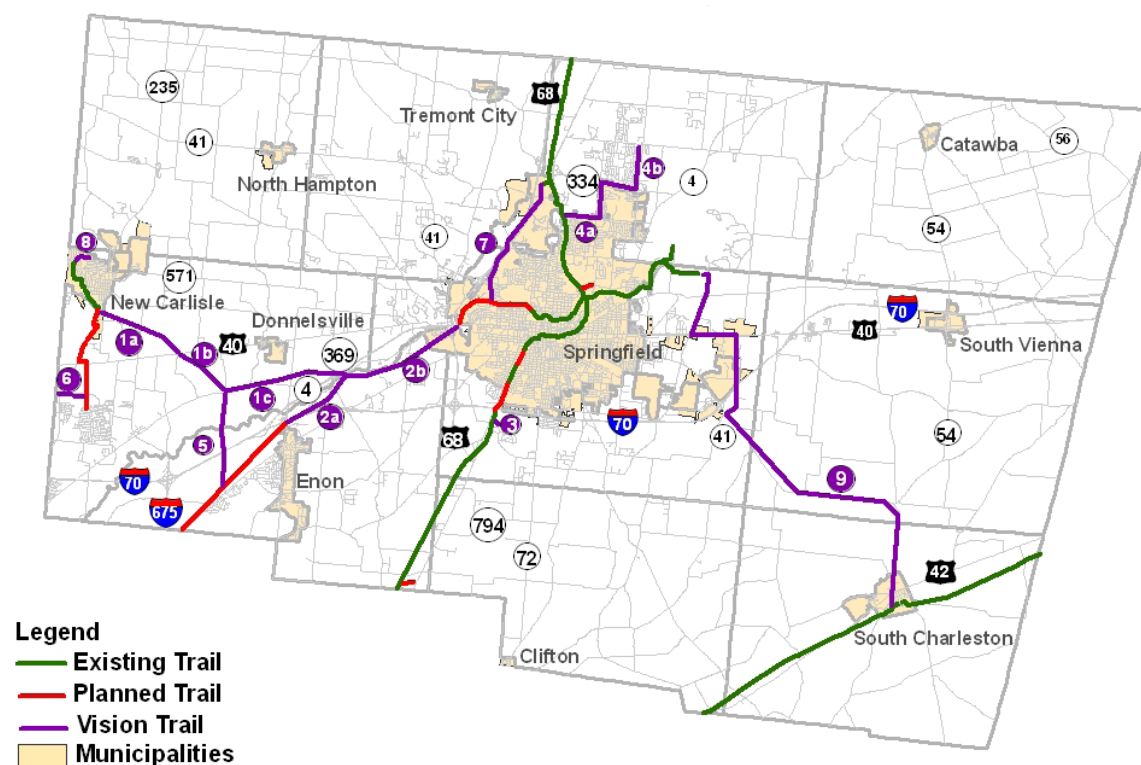 68
235
Tremont City
41
Catawba
56
North Hampton
334
4b
4
4a
54
41
7
8
571
New Carlisle
Donnelsville
70
40
South Vienna
1a
1b
40
369
Springfield
2b
6
4
1c
2a
3
70
41
54
68
5
Enon
70
675
9
794
72
42
Clifton
South Charleston
Legend
Existing Trail
Planned Trail
Vision Trail
Municipalities